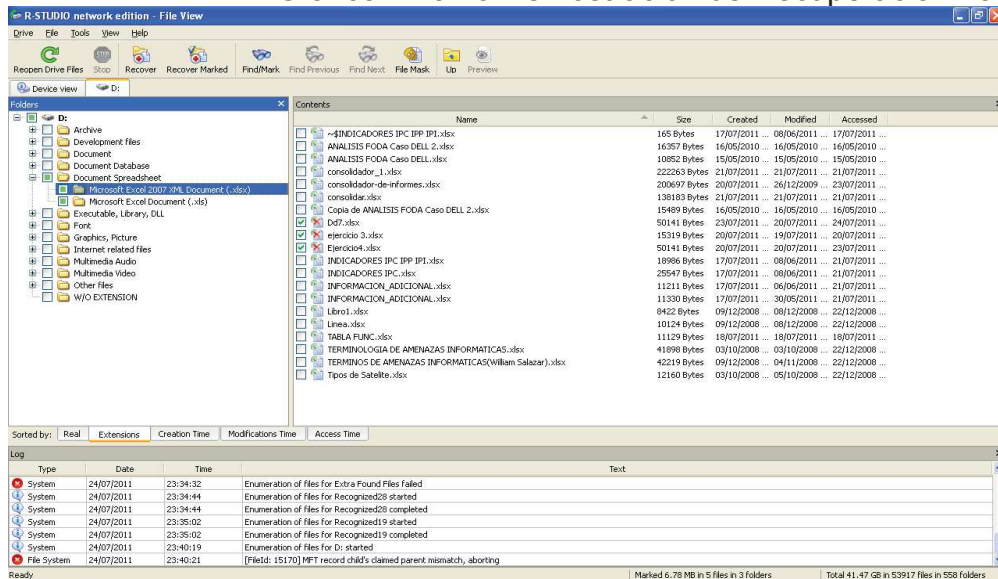 R-STUDIO network edition - File View
Drive File Tools View Help
Reopen Drive Files Stop Recover Recover Marked Find/Mark Find Previous Find Next File Mask Up Preview
Device view D:
Folders
D:
Archive
Development files
Document
Document Database
Document Spreadsheet
Microsoft Excel 2007 XML Document (.xlsx)
Microsoft Excel Document (.xls)
Executable, Library, DLL
Font
Graphics, Picture
Internet related files
Multimedia Audio
Multimedia Video
Other files
W/O EXTENSION
Contents
Name Size Created Modified Accessed
~$INDICADORES IPC IPP IPI.xlsx 165 Bytes 17/07/2011 ... 08/06/2011 ... 17/07/2011 ...
ANALISIS FODA Caso DELL 2.xlsx 16357 Bytes 16/05/2010 ... 16/05/2010 ... 16/05/2010 ...
ANALISIS FODA Caso DELL.xlsx 10852 Bytes 15/05/2010 ... 15/05/2010 ... 15/05/2010 ...
consolidador_1.xlsx 222263 Bytes 21/07/2011 ... 21/07/2011 ... 21/07/2011 ...
consolidador-de-informes.xlsx 200697 Bytes 20/07/2011 ... 26/12/2009 ... 23/07/2011 ...
consolidar.xlsx 138183 Bytes 21/07/2011 ... 21/07/2011 ... 21/07/2011 ...
Copia de ANALISIS FODA Caso DELL 2.xlsx 15489 Bytes 16/05/2010 ... 16/05/2010 ... 16/05/2010 ...
Dd7.xlsx 50141 Bytes 23/07/2011 ... 20/07/2011 ... 24/07/2011 ...
ejercicio 3.xlsx 15319 Bytes 20/07/2011 ... 19/07/2011 ... 20/07/2011 ...
Ejercicio4.xlsx 50141 Bytes 20/07/2011 ... 20/07/2011 ... 23/07/2011 ...
INDICADORES IPC IPP IPI.xlsx 18986 Bytes 17/07/2011 ... 08/06/2011 ... 21/07/2011 ...
INDICADORES IPC.xlsx 25547 Bytes 17/07/2011 ... 08/06/2011 ... 21/07/2011 ...
INFORMACION_ADICIONAL.xlsx 11211 Bytes 17/07/2011 ... 06/06/2011 ... 21/07/2011 ...
INFORMACION_ADICIONAL.xlsx 11330 Bytes 17/07/2011 ... 30/05/2011 ... 21/07/2011 ...
Libro1.xlsx 8422 Bytes 09/12/2008 ... 08/12/2008 ... 22/12/2008 ...
Linea.xlsx 10124 Bytes 09/12/2008 ... 08/12/2008 ... 22/12/2008 ...
TABLA FUNC.xlsx 11129 Bytes 18/07/2011 ... 18/07/2011 ... 18/07/2011 ...
TERMINOLOGIA DE AMENAZAS INFORMATICAS.xlsx 41898 Bytes 03/10/2008 ... 03/10/2008 ... 22/12/2008 ...
TERMINOS DE AMENAZAS INFORMATICAS(William Salazar).xlsx 42219 Bytes 09/12/2008 ... 04/11/2008 ... 22/12/2008 ...
Tipos de Satelite.xlsx 12160 Bytes 03/10/2008 ... 05/10/2008 ... 22/12/2008 ...
Sorted by: Real Extensions Creation Time Modifications Time Access Time
Log
Type Date Time Text
System 24/07/2011 23:34:32 Enumeration of files for Extra Found Files failed
System 24/07/2011 23:34:44 Enumeration of files for Recognized28 started
System 24/07/2011 23:34:44 Enumeration of files for Recognized28 completed
System 24/07/2011 23:35:02 Enumeration of files for Recognized19 started
System 24/07/2011 23:35:02 Enumeration of files for Recognized19 completed
System 24/07/2011 23:40:19 Enumeration of files for D: started
File System 24/07/2011 23:40:21 [FileId: 15170] MFT record child's claimed parent mismatch, aborting
Ready Marked 6.78 MB in 5 files in 3 folders Total 41.47 GB in 53917 files in 558 folders